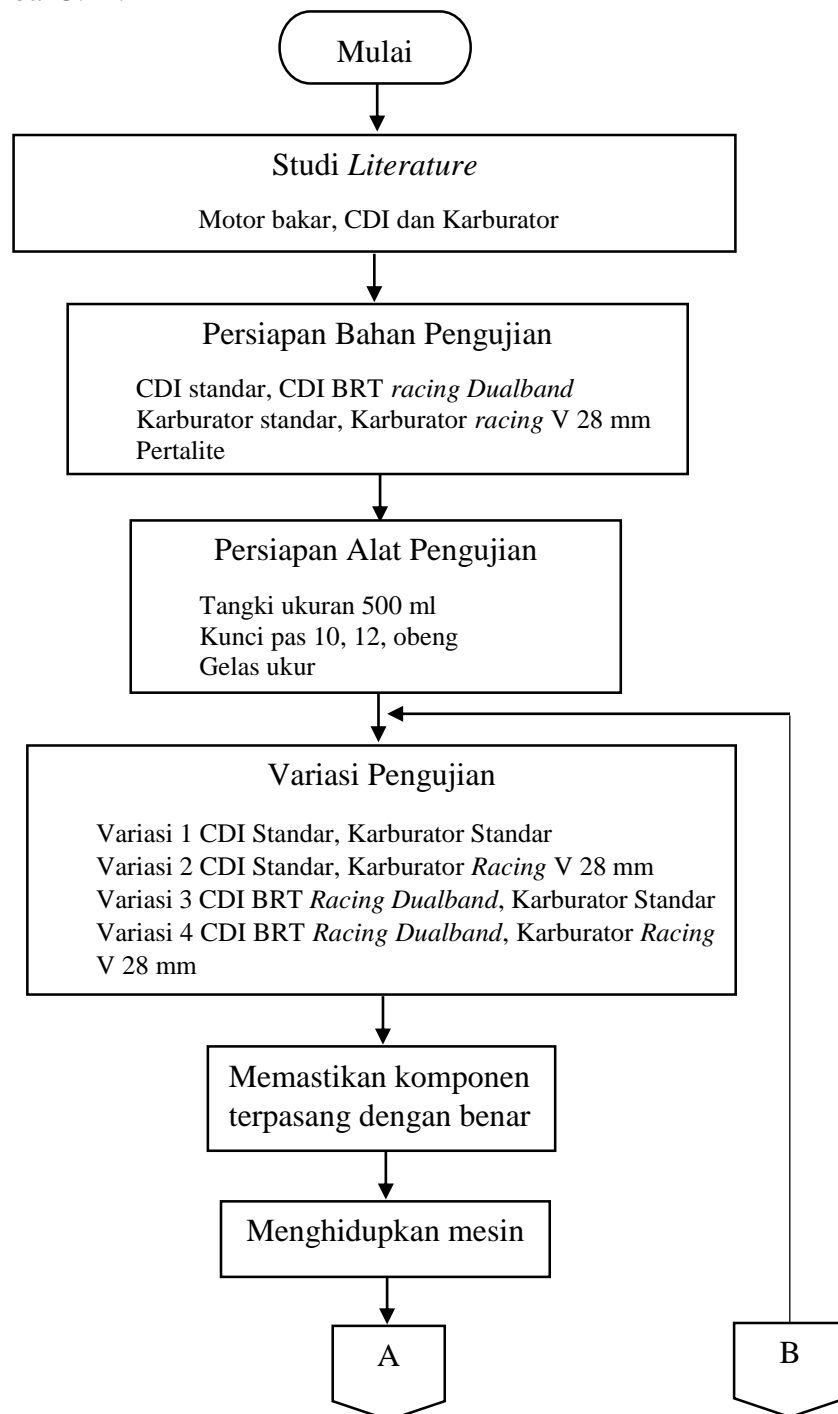 Mulai
Studi Literature
Motor bakar, CDI dan Karburator
Persiapan Bahan Pengujian
CDI standar, CDI BRT racing Dualband
Karburator standar, Karburator racing V 28 mm
Pertalite
Persiapan Alat Pengujian
Tangki ukuran 500 ml
Kunci pas 10, 12, obeng
Gelas ukur
Variasi Pengujian
Variasi 1 CDI Standar, Karburator Standar
Variasi 2 CDI Standar, Karburator Racing V 28 mm
Variasi 3 CDI BRT Racing Dualband, Karburator Standar
Variasi 4 CDI BRT Racing Dualband, Karburator Racing
V 28 mm
Memastikan komponen
terpasang dengan benar
Menghidupkan mesin
A
B